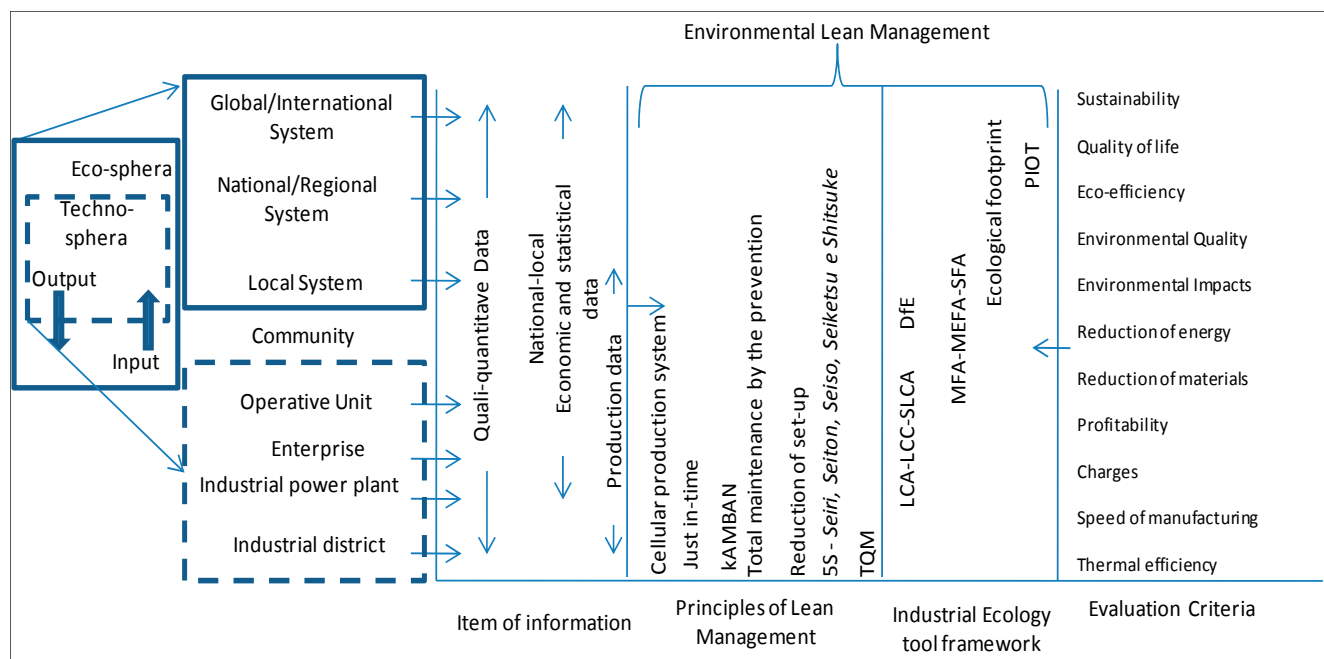 Environmental Lean Management
Eco-sphera
Techno-
sphera
Output
Input
Global/International
System
National/Regional
System
Local System
Community
Operative Unit
Enterprise
Industrial power plant
Industrial district
Quali-quantitave Data
National-local
Economic and statistical
data
Production data
Cellular production system
Just in-time
kAMBAN
Total maintenance by the prevention
Reduction of set-up
5S - Seiri, Seiton, Seiso, Seiketsu e Shitsuke
TQM
LCA-LCC-SLCA DfE
MFA-MEFA-SFA
Ecological footprint
PIOT
Sustainability
Quality of life
Eco-efficiency
Environmental Quality
Environmental Impacts
Reduction of energy
Reduction of materials
Profitability
Charges
Speed of manufacturing
Thermal efficiency
Item of information
Principles of Lean
Management
Industrial Ecology
tool framework
Evaluation Criteria